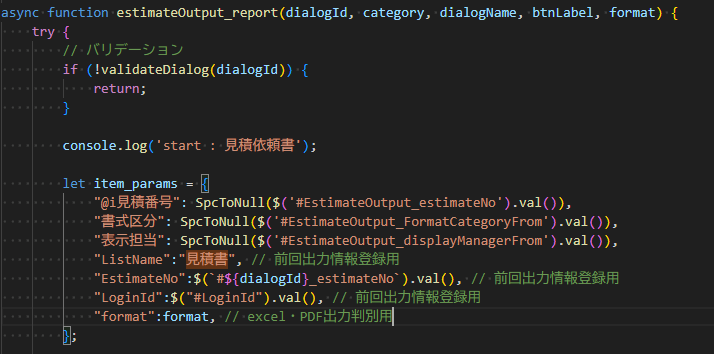 async function estimateOutput_report(dialogId, category, dialogName, btnLabel, format) {
try {
// バリデーション
if (!validateDialog(dialogId)) {
return;
}
console.log('start : 見積依頼書');
let item_params = {
"@i見積番号": SpcToNull($('#EstimateOutput_estimateNo').val()),
"書式区分": SpcToNull($('#EstimateOutput_FormatCategoryFrom').val()),
"表示担当": SpcToNull($('#EstimateOutput_displayManagerFrom').val()),
"ListName":"見積書", // 前回出力情報登録用
"EstimateNo":$(`#${dialogId}_estimateNo`).val(), // 前回出力情報登録用
"LoginId":$("#LoginId").val(), // 前回出力情報登録用
"format":format, // excel・PDF出力判別用
};